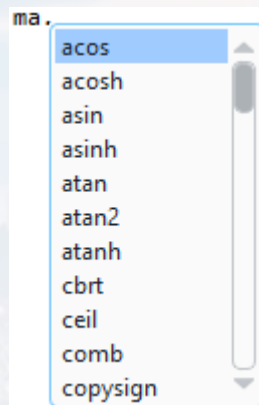 ma.
acos
acosh
asin
asinh
atan
atan2
atanh
cbrt
ceil
comb
copysign